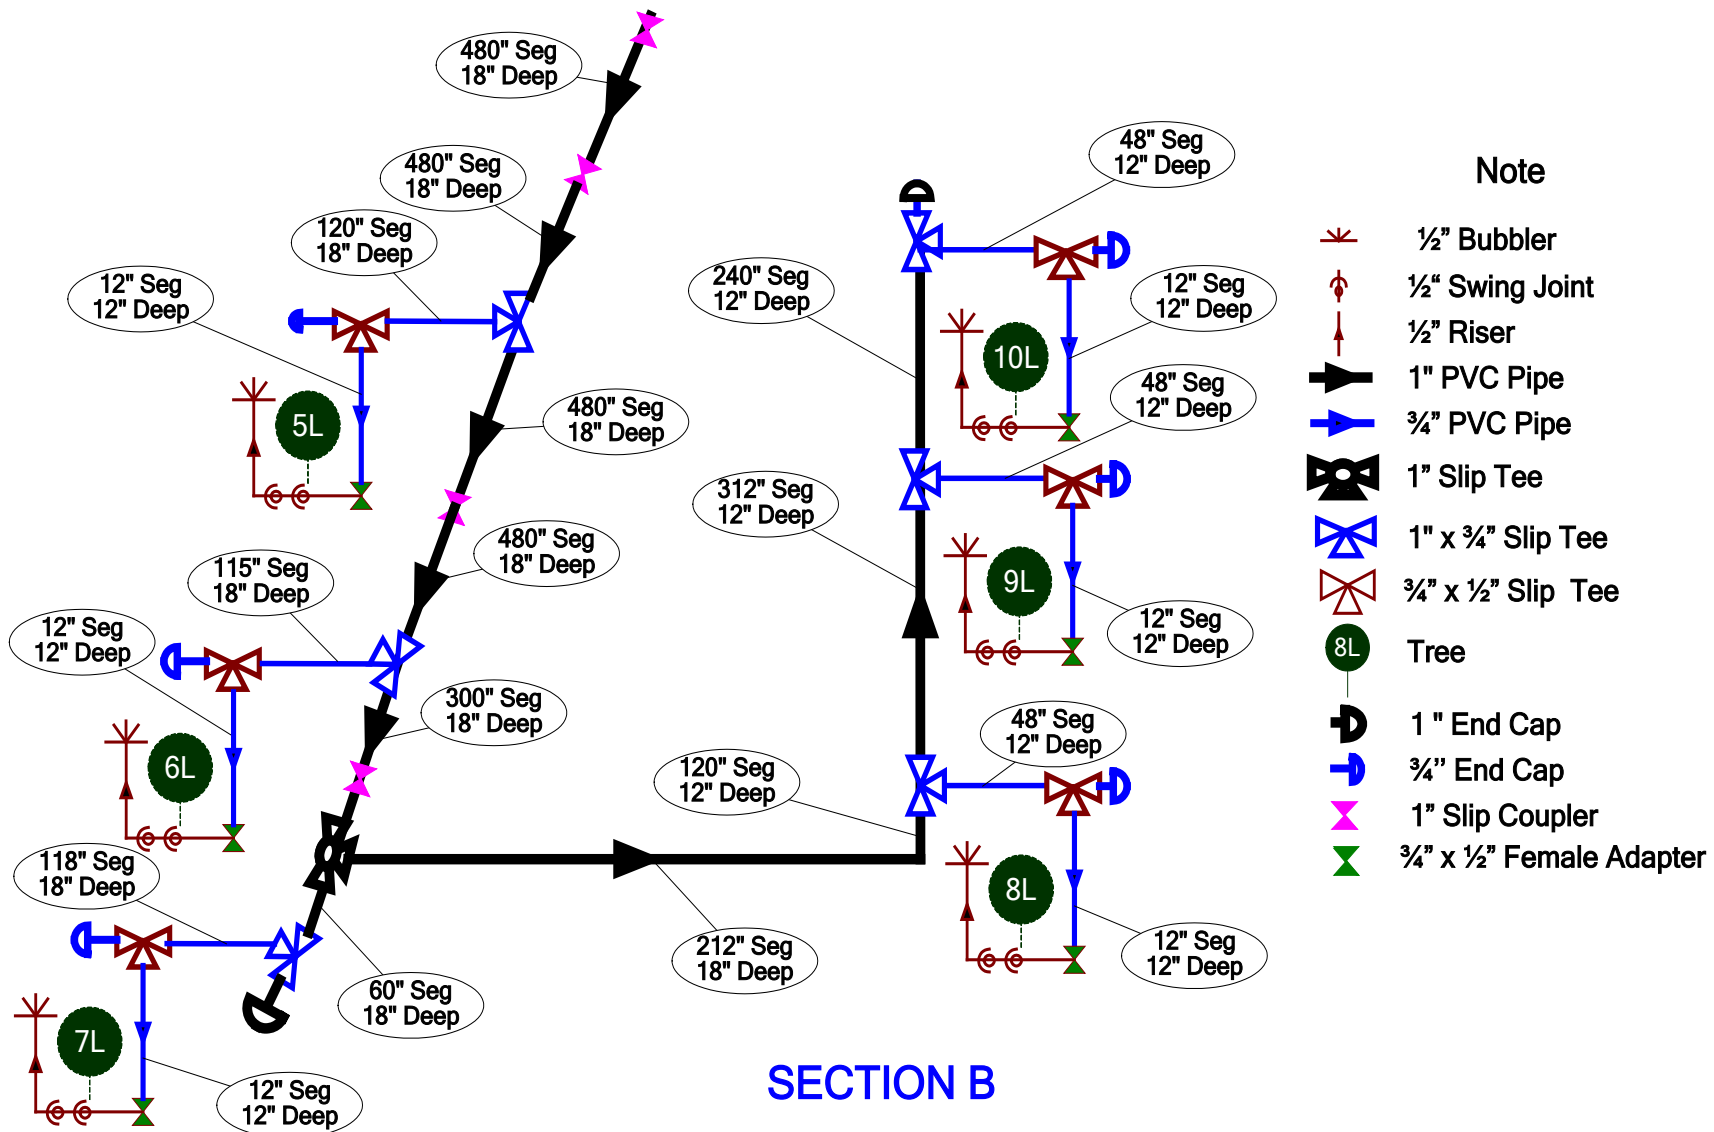 480" Seg
18" Deep
480" Seg
18" Deep
120" Seg
18" Deep
12" Seg
12" Deep
5L
480" Seg
18" Deep
480" Seg
18" Deep
115" Seg
18" Deep
12" Seg
12" Deep
6L
300" Seg
18" Deep
118" Seg
18" Deep
7L
12" Seg
12" Deep
60" Seg
18" Deep
212" Seg
18" Deep
120" Seg
12" Deep
312" Seg
12" Deep
240" Seg
12" Deep
48" Seg
12" Deep
12" Seg
12" Deep
10L
48" Seg
12" Deep
9L
12" Seg
12" Deep
48" Seg
12" Deep
8L
12" Seg
12" Deep
SECTION B
Note
½” Bubbler
½“ Swing Joint
½” Riser
1" PVC Pipe
¾” PVC Pipe
1” Slip Tee
1" x ¾” Slip Tee
¾” x ½” Slip Tee
8L
Tree
1 " End Cap
¾’’ End Cap
1” Slip Coupler
¾” x ½” Female Adapter